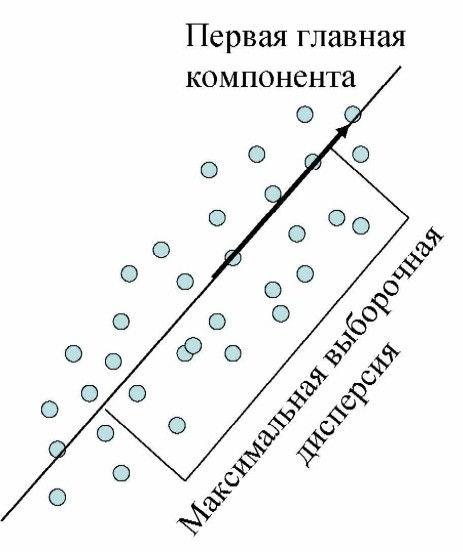 Первая главная
компонента
Максимальная выборочная
дисперсия